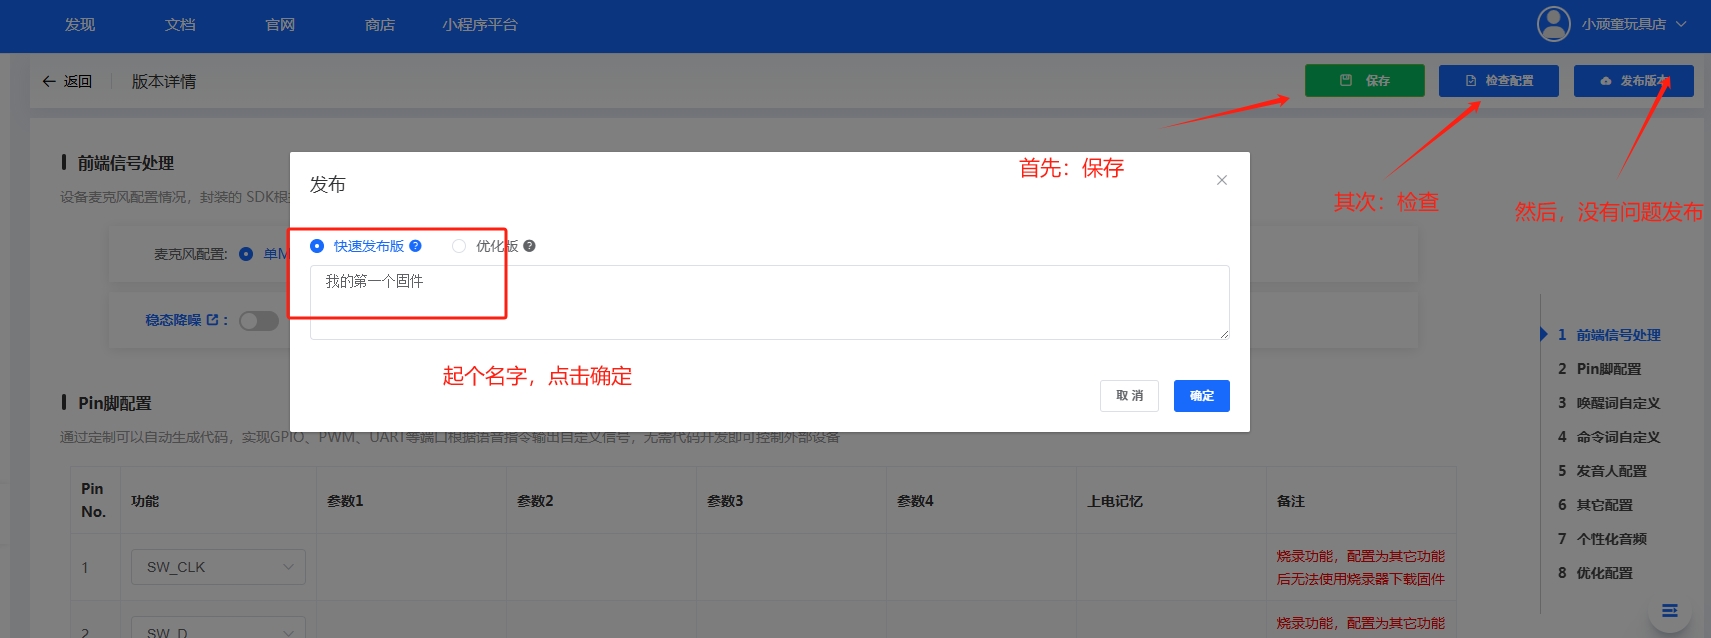 发现 文档 官网 商店 小程序平台 小顽童玩具店
返回 版本详情 保存 检查配置 发布版本
首先：保存
其次：检查
然后，没有问题发布
前端信号处理
设备麦克风配置情况，封装的 SDK根
麦克风配置: 单M
稳态降噪 :
发布
快速发布版 优化版
我的第一个固件
起个名字，点击确定
取 消 确定
Pin脚配置
通过定制可以自动生成代码，实现GPIO、PWM、UART等端口根据语音指令输出自定义信号，无需代码开发即可控制外部设备
Pin No. 功能 参数1 参数2 参数3 参数4 上电记忆 备注
1 SW_CLK 烧录功能，配置为其它功能
后无法使用烧录器下载固件
2 SW_D 烧录功能，配置为其它功能
1 前端信号处理
2 Pin脚配置
3 唤醒词自定义
4 命令词自定义
5 发音人配置
6 其它配置
7 个性化音频
8 优化配置